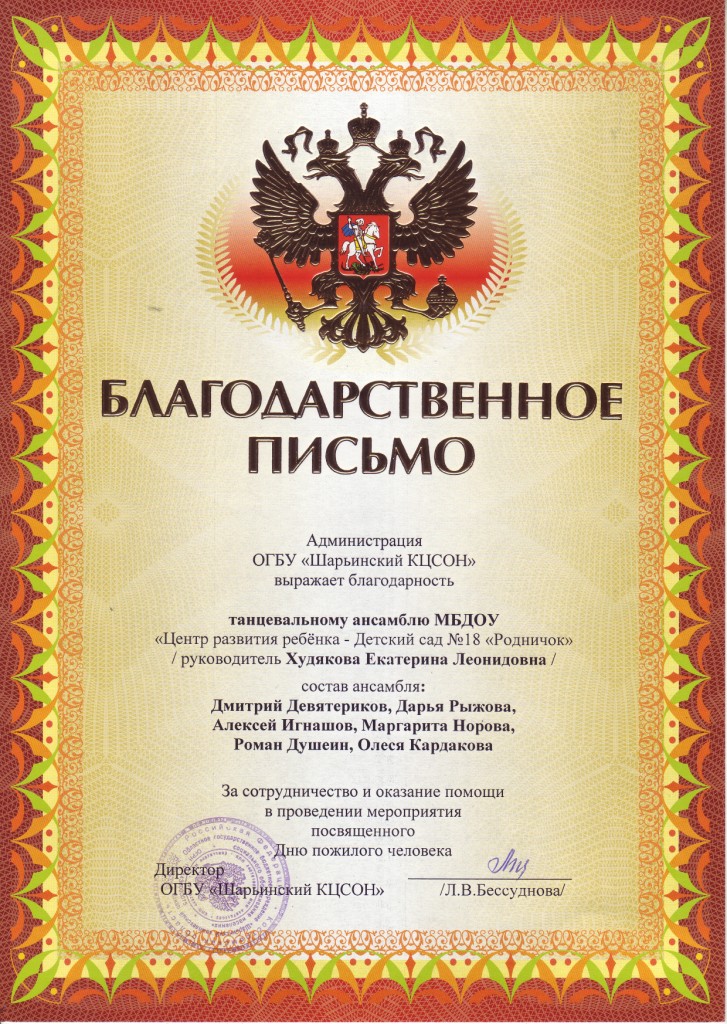 БЛАГОДАРСТВЕННОЕ
ПИСЬМО
Администрация
ОГБУ «Шарьинский КЦСОН»
выражает благодарность
танцевальному ансамблю МБДОУ
«Центр развития ребёнка - Детский сад №18 «Родничок»
/ руководитель Худякова Екатерина Леонидовна /
состав ансамбля:
Дмитрий Девятериков, Дарья Рыжова,
Алексей Игнашов, Маргарита Норова,
Роман Душеин, Олеся Кардакова
За сотрудничество и оказание помощи
в проведении мероприятия
посвященного
Дню пожилого человека
Директор
ОГБУ «Шарьинский КЦСОН» /Л.В.Бессуднова/
Российская Федерация